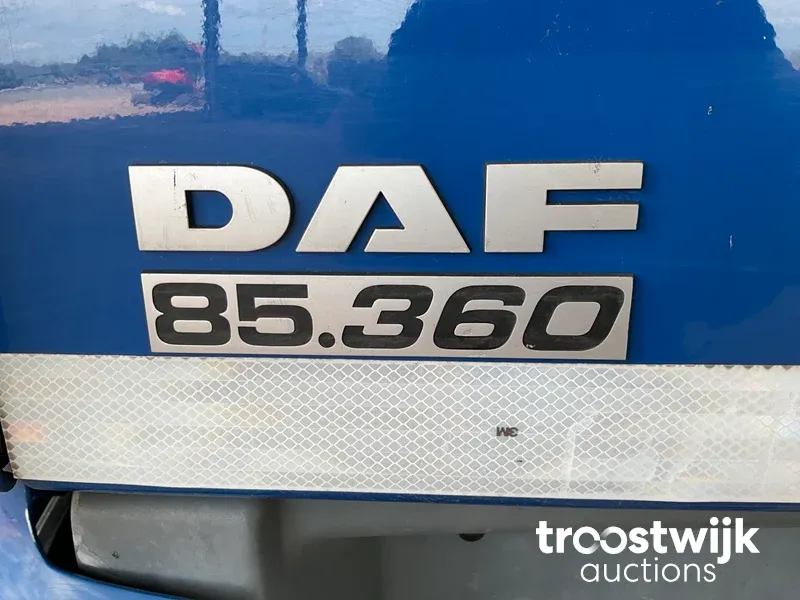 DAF
85.360
3M
troostwijk
auctions